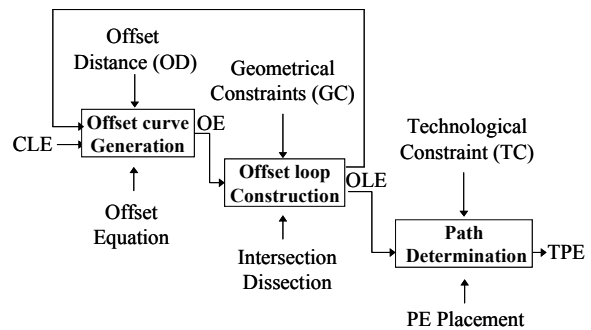 Offset
Distance (OD)
Geometrical
Constraints (GC)
Technological
Constraint (TC)
CLE
Offset curve
Generation
OE
Offset loop
Construction
OLE
Path
Determination
TPE
Offset
Equation
Intersection
Dissection
PE Placement